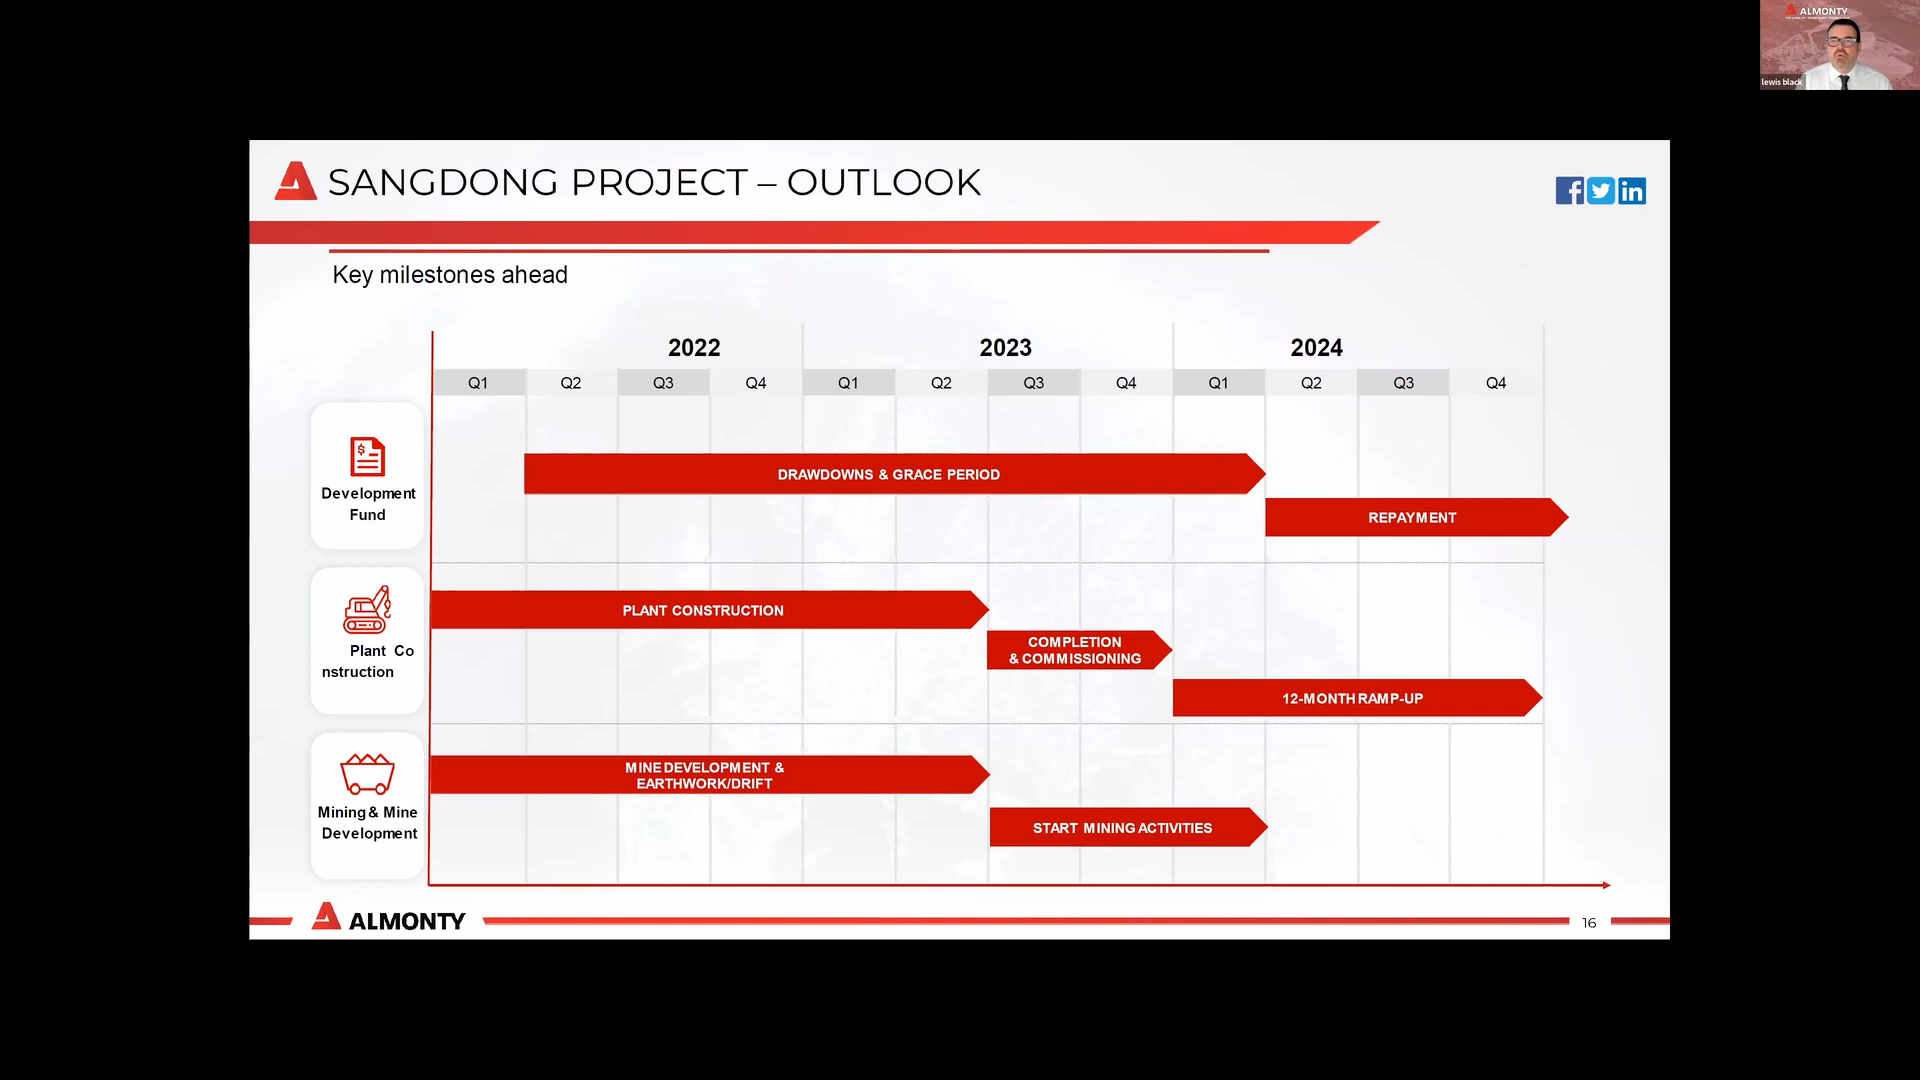 ALMONTY
lewis black
SANGDONG PROJECT – OUTLOOK
Key milestones ahead
2022 2023 2024
Q1 Q2 Q3 Q4 Q1 Q2 Q3 Q4 Q1 Q2 Q3 Q4
Development
Fund
DRAWDOWNS & GRACE PERIOD
REPAYMENT
Plant Co
nstruction
PLANT CONSTRUCTION
COMPLETION
& COMMISSIONING
12-MONTH RAMP-UP
Mining & Mine
Development
MINE DEVELOPMENT &
EARTHWORK/DRIFT
START MINING ACTIVITIES
ALMONTY
16